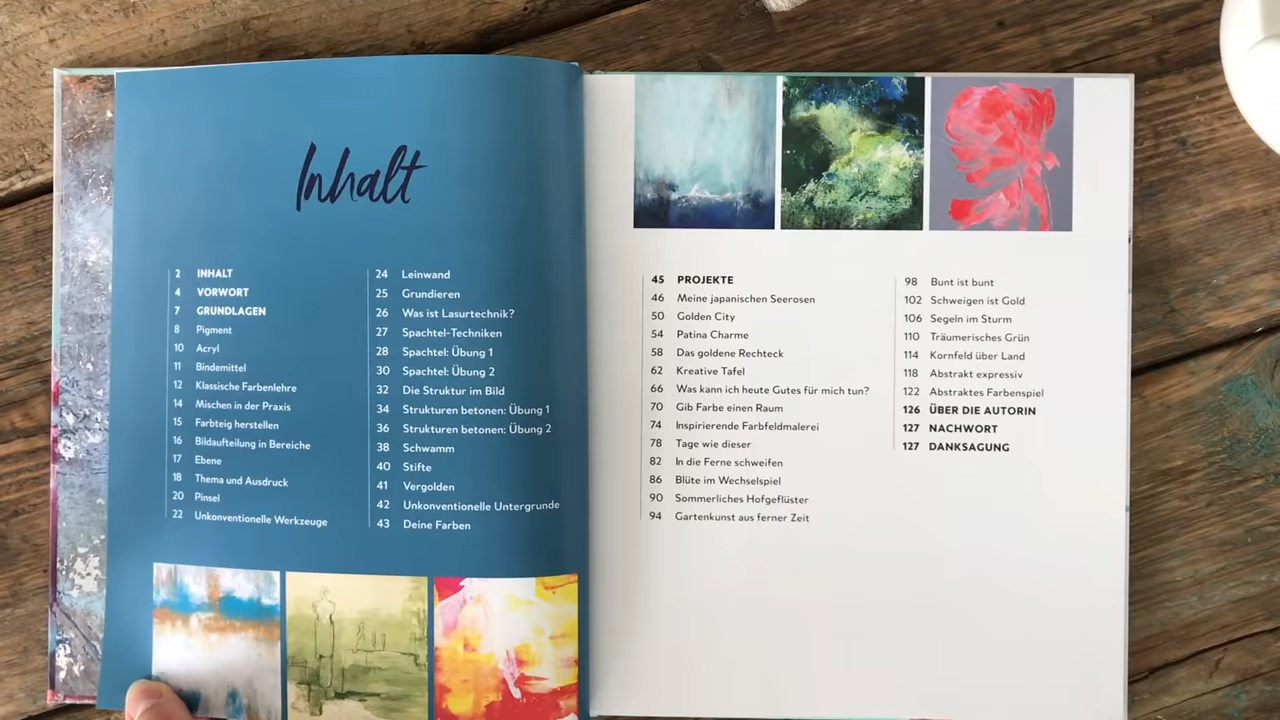 Inhalt
2 INHALT
4 VORWORT
7 GRUNDLAGEN
8 Pigment
10 Acryl
11 Bindemittel
12 Klassische Farbenlehre
14 Mischen in der Praxis
15 Farbteig herstellen
16 Bildaufteilung in Bereiche
17 Ebene
18 Thema und Ausdruck
20 Pinsel
22 Unkonventionelle Werkzeuge
24 Leinwand
25 Grundieren
26 Was ist Lasurtechnik?
27 Spachtel-Techniken
28 Spachtel: Übung 1
30 Spachtel: Übung 2
32 Die Struktur im Bild
34 Strukturen betonen: Übung 1
36 Strukturen betonen: Übung 2
38 Schwamm
40 Stifte
41 Vergolden
42 Unkonventionelle Untergrunde
43 Deine Farben
45 PROJEKTE
46 Meine japanischen Seerosen
50 Golden City
54 Patina Charme
58 Das goldene Rechteck
62 Kreative Tafel
66 Was kann ich heute Gutes für mich tun?
70 Gib Farbe einen Raum
74 Inspirierende Farbfeldmalerei
78 Tage wie dieser
82 In die Ferne schweifen
86 Blüte im Wechselspiel
90 Sommerliches Hofgeflüster
94 Gartenkunst aus ferner Zeit
98 Bunt ist bunt
102 Schweigen ist Gold
106 Segeln im Sturm
110 Träumerisches Grün
114 Kornfeld über Land
118 Abstrakt expressiv
122 Abstraktes Farbenspiel
126 ÜBER DIE AUTORIN
127 NACHWORT
127 DANKSAGUNG